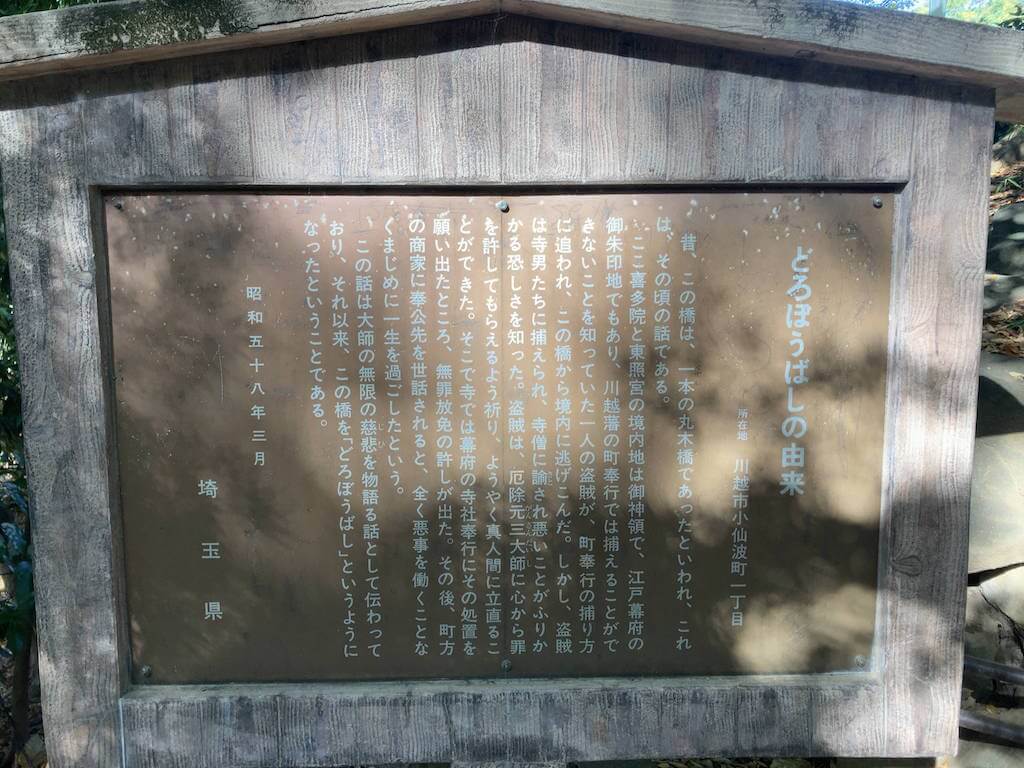 どろぼうばしの由来
所在地　川越市小仙波町一丁目
昔、この橋は、一本の丸木橋であったといわれ、これ
は、その頃の話である。
ここ喜多院と東照宮の境内地は御神領で、江戸幕府の
御朱印地でもあり、川越藩の町奉行では捕えることがで
きないことを知っていた一人の盗賊が、町奉行の捕り方
に追われ、この橋から境内に逃げこんだ。しかし、盗賊
は寺男たちに捕えられ、寺僧に諭され悪いことがふりか
かる恐しさを知った。盗賊は、厄除元三大師に心から罪
を許してもらえるよう祈り、ようやく真人間に立直るこ
とができた。そこで寺では幕府の寺社奉行にその処置を
願い出たところ、無罪放免の許しが出た。その後、町方
の商家に奉公先を世話されると、全く悪事を働くことな
くまじめに一生を過ごしたという。
この話は大師の無限の慈悲を物語る話として伝わって
おり、それ以来、この橋を「どろぼうばし」というように
なったということである。
昭和五十八年三月
埼玉県